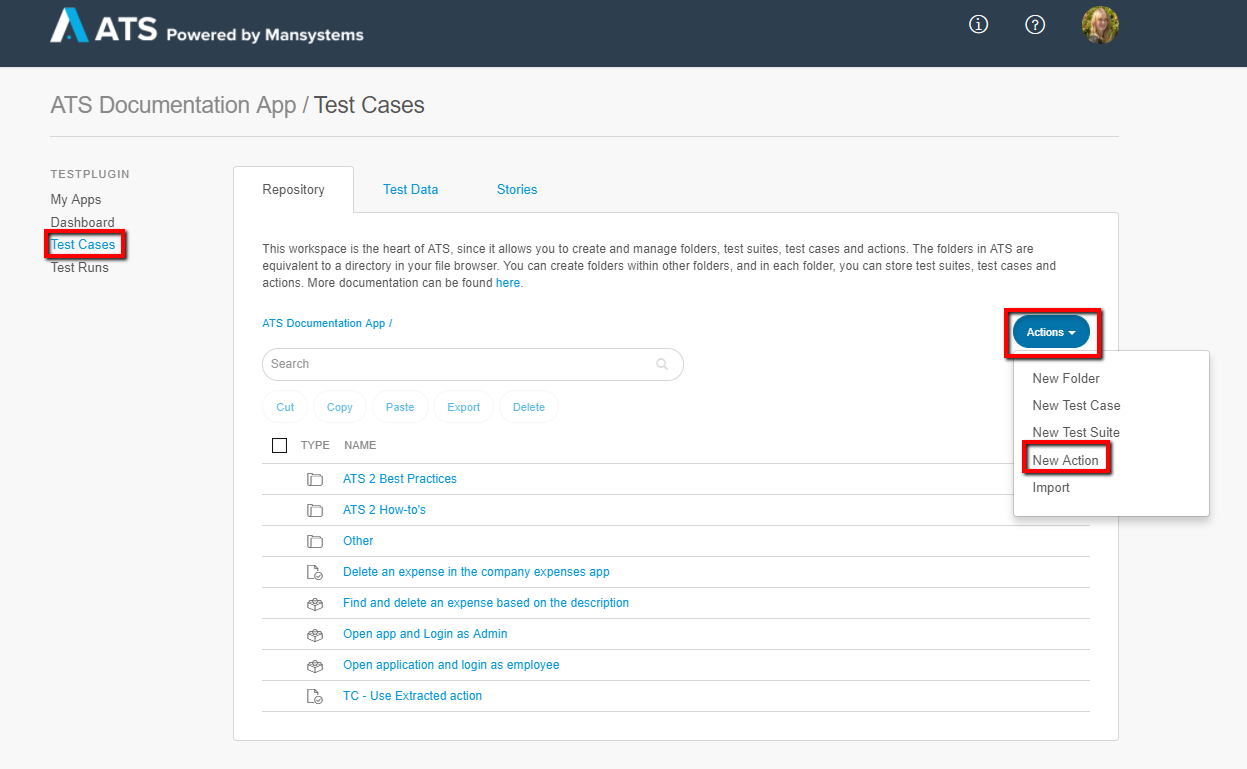 ATS Powered by Mansystems
ATS Documentation App / Test Cases
TESTPLUGIN
My Apps
Dashboard
Test Cases
Test Runs
Repository
Test Data
Stories
This workspace is the heart of ATS, since it allows you to create and manage folders, test suites, test cases and actions. The folders in ATS are
equivalent to a directory in your file browser. You can create folders within other folders, and in each folder, you can store test suites, test cases and
actions. More documentation can be found here.
ATS Documentation App /
Actions
Search
Cut
Copy
Paste
Export
Delete
New Folder
New Test Case
New Test Suite
New Action
Import
TYPE NAME
ATS 2 Best Practices
ATS 2 How-to's
Other
Delete an expense in the company expenses app
Find and delete an expense based on the description
Open app and Login as Admin
Open application and login as employee
TC - Use Extracted action